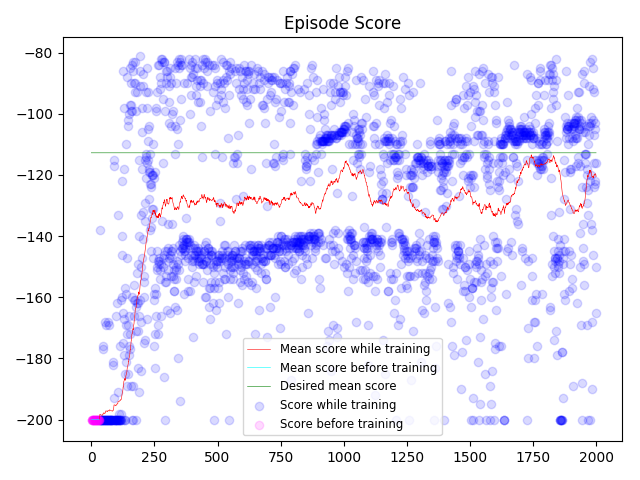 Episode Score
−80
−100
−120
−140
−160
−180
−200
Mean score while training
Mean score before training
Desired mean score
Score while training
Score before training
0 250 500 750 1000 1250 1500 1750 2000